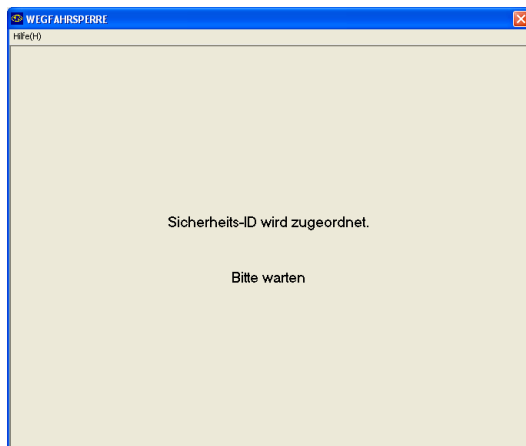 WEGFAHRSPERRE
Hilfe(H)
Sicherheits-ID wird zugeordnet.
Bitte warten